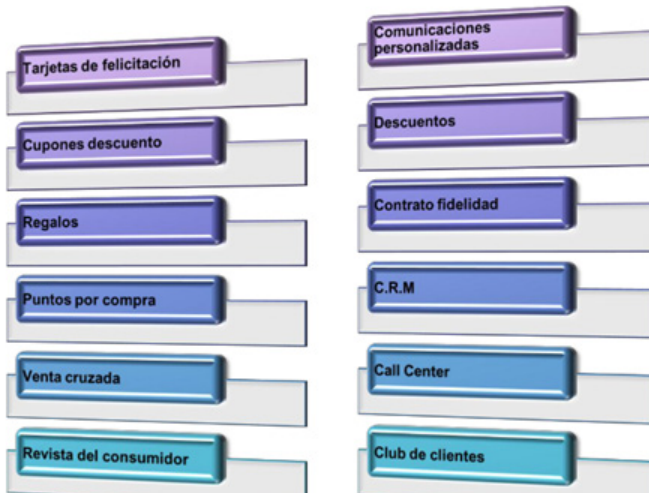 Tarjetas de felicitación
Cupones descuento
Regalos
Puntos por compra
Venta cruzada
Revista del consumidor
Comunicaciones
personalizadas
Descuentos
Contrato fidelidad
C.R.M
Call Center
Club de clientes